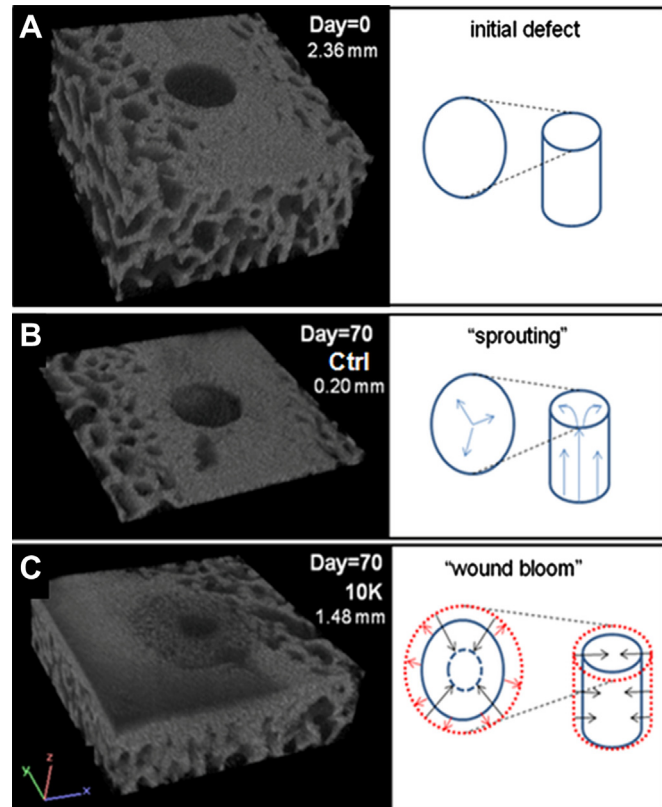 A
Day=0
2.36 mm
initial defect
B
Day=70
Ctrl
0.20 mm
"sprouting"
C
Day=70
10K
1.48 mm
"wound bloom"
y
z
x